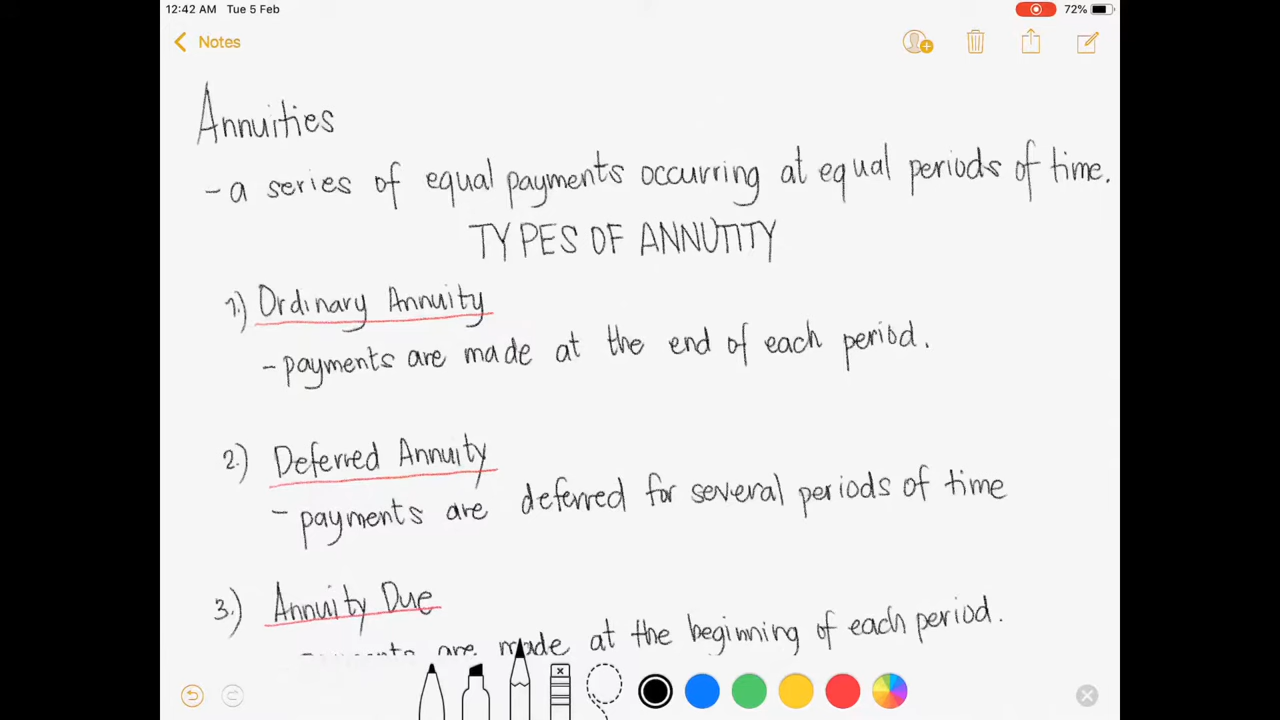 12:42 AM Tue 5 Feb 72%
Notes
Annuities
- a series of equal payments occurring at equal periods of time.
TYPES OF ANNUTITY
1.) Ordinary Annuity
- payments are made at the end of each period.
2.) Deferred Annuity
- payments are deferred for several periods of time
3.) Annuity Due
payments are made at the beginning of each period.